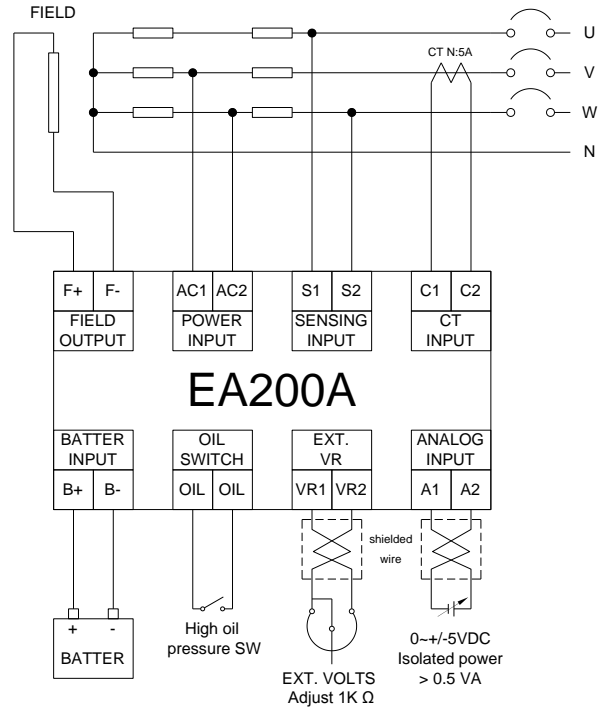 FIELD
U
CT N:5A
V
W
N
F+ F- AC1 AC2 S1 S2 C1 C2
FIELD OUTPUT
POWER INPUT
SENSING INPUT
CT INPUT
EA200A
BATTER INPUT
OIL SWITCH
EXT. VR
ANALOG INPUT
B+ B- OIL OIL VR1 VR2 A1 A2
shielded
wire
+ -
BATTER
High oil
pressure SW
EXT. VOLTS
Adjust 1K Ω
0~+/-5VDC
Isolated power
> 0.5 VA